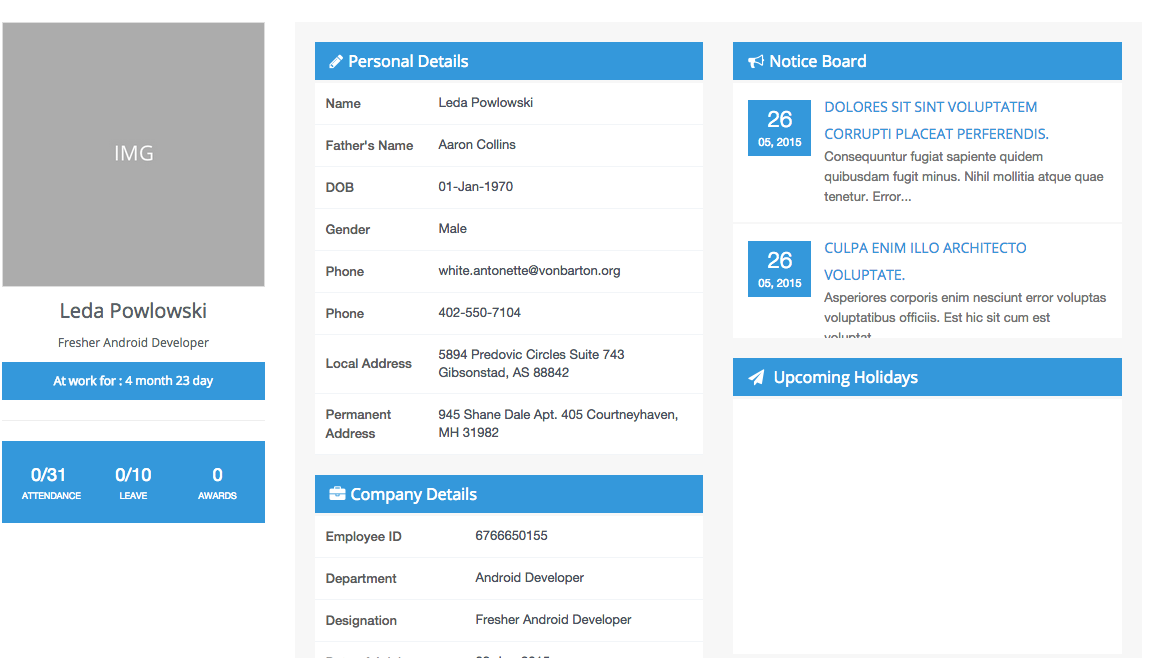 IMG
Leda Powlowski
Fresher Android Developer
At work for : 4 month 23 day
0/31 0/10 0
ATTENDANCE LEAVE AWARDS
Personal Details
Name Leda Powlowski
Father's Name Aaron Collins
DOB 01-Jan-1970
Gender Male
Phone white.antonette@vonbarton.org
Phone 402-550-7104
Local Address 5894 Predovic Circles Suite 743
Gibsonstad, AS 88842
Permanent Address 945 Shane Dale Apt. 405 Courtneyhaven,
MH 31982
Company Details
Employee ID 6766650155
Department Android Developer
Designation Fresher Android Developer
Notice Board
26
05, 2015
DOLORES SIT SINT VOLUPTATEM
CORRUPTI PLACEAT PERFERENDIS.
Consequuntur fugiat sapiente quidem
quibusdam fugit minus. Nihil mollitia atque quae
tenetur. Error...
26
05, 2015
CULPA ENIM ILLO ARCHITECTO
VOLUPTATE.
Asperiores corporis enim nesciunt error voluptas
voluptatibus officiis. Est hic sit cum est
voluptat
Upcoming Holidays